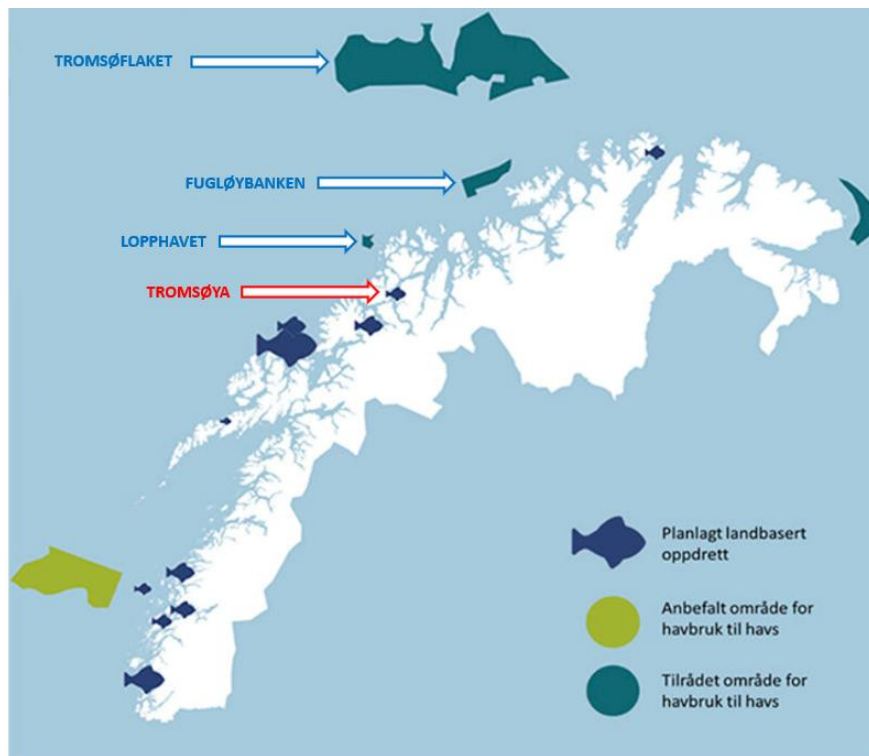 TROMSØFLAKET
FUGLØYBANKEN
LOPPHAVET
TROMSØYA
Planlagt landbasert
oppdrett
Anbefalt område for
havbruk til havs
Tilrådet område for
havbruk til havs